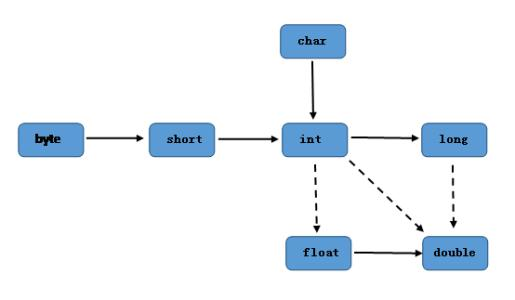 char
byte short int long
float double